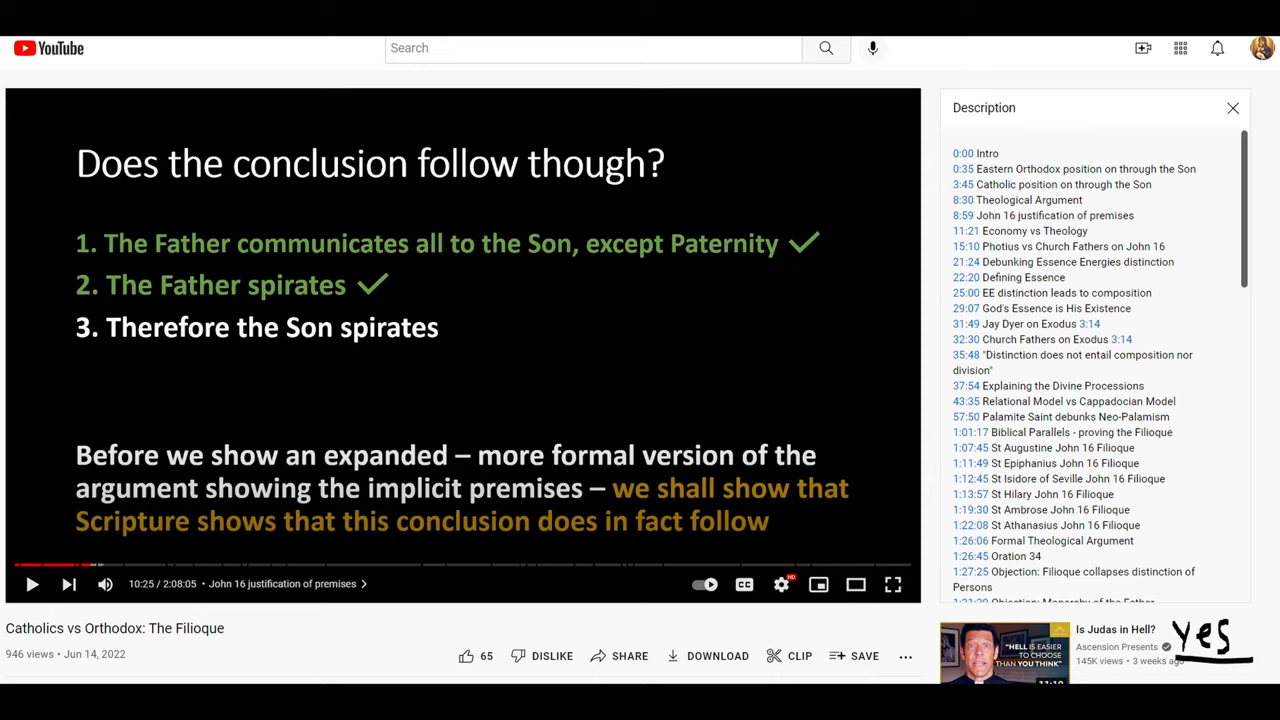 YouTube
Search
Does the conclusion follow though?
1. The Father communicates all to the Son, except Paternity
2. The Father spirates
3. Therefore the Son spirates
Before we show an expanded – more formal version of the
argument showing the implicit premises – we shall show that
Scripture shows that this conclusion does in fact follow
CC
HD
10:25 / 2:08:05 • John 16 justification of premises
Catholics vs Orthodox: The Filioque
946 views • Jun 14, 2022
65
DISLIKE
SHARE
DOWNLOAD
CLIP
SAVE
Description
0:00 Intro
0:35 Eastern Orthodox position on through the Son
3:45 Catholic position on through the Son
8:30 Theological Argument
8:59 John 16 justification of premises
11:21 Economy vs Theology
15:10 Photius vs Church Fathers on John 16
21:24 Debunking Essence Energies distinction
22:20 Defining Essence
25:00 EE distinction leads to composition
29:07 God's Essence is His Existence
31:49 Jay Dyer on Exodus 3:14
32:30 Church Fathers on Exodus 3:14
35:48 "Distinction does not entail composition nor
division"
37:54 Explaining the Divine Processions
43:35 Relational Model vs Cappadocian Model
57:50 Palamite Saint debunks Neo-Palamism
1:01:17 Biblical Parallels - proving the Filioque
1:07:45 St Augustine John 16 Filioque
1:11:49 St Epiphanius John 16 Filioque
1:12:45 St Isidore of Seville John 16 Filioque
1:13:57 St Hilary John 16 Filioque
1:19:30 St Ambrose John 16 Filioque
1:22:08 St Athanasius John 16 Filioque
1:26:06 Formal Theological Argument
1:26:45 Oration 34
1:27:25 Objection: Filioque collapses distinction of
Persons
"HELL IS EASIER
TO CHOOSE
THAN YOU THINK"
Is Judas in Hell?
Yes
Ascension Presents
145K views • 3 weeks ago